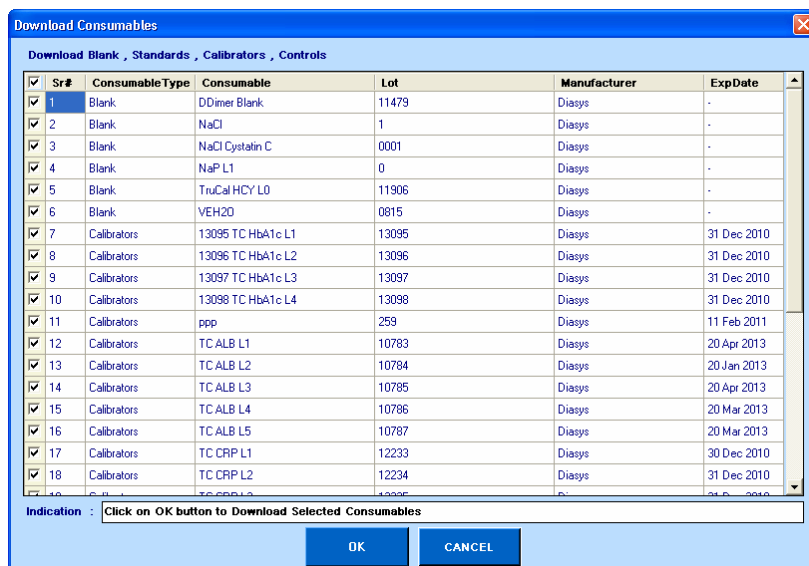 Download Consumables
Download Blank , Standards , Calibrators , Controls
Sr# ConsumableType Consumable Lot Manufacturer ExpDate
1 Blank DDimer Blank 11479 Diasys -
2 Blank NaCl 1 Diasys -
3 Blank NaCl Cystatin C 0001 Diasys -
4 Blank NaP L1 0 Diasys -
5 Blank TruCal HCY L0 11906 Diasys -
6 Blank VEH2O 0815 Diasys -
7 Calibrators 13095 TC HbA1c L1 13095 Diasys 31 Dec 2010
8 Calibrators 13096 TC HbA1c L2 13096 Diasys 31 Dec 2010
9 Calibrators 13097 TC HbA1c L3 13097 Diasys 31 Dec 2010
10 Calibrators 13098 TC HbA1c L4 13098 Diasys 31 Dec 2010
11 Calibrators ppp 259 Diasys 11 Feb 2011
12 Calibrators TC ALB L1 10783 Diasys 20 Apr 2013
13 Calibrators TC ALB L2 10784 Diasys 20 Jan 2013
14 Calibrators TC ALB L3 10785 Diasys 20 Apr 2013
15 Calibrators TC ALB L4 10786 Diasys 20 Mar 2013
16 Calibrators TC ALB L5 10787 Diasys 20 Mar 2013
17 Calibrators TC CRP L1 12233 Diasys 30 Dec 2010
18 Calibrators TC CRP L2 12234 Diasys 31 Dec 2010
Indication : Click on OK button to Download Selected Consumables
OK CANCEL